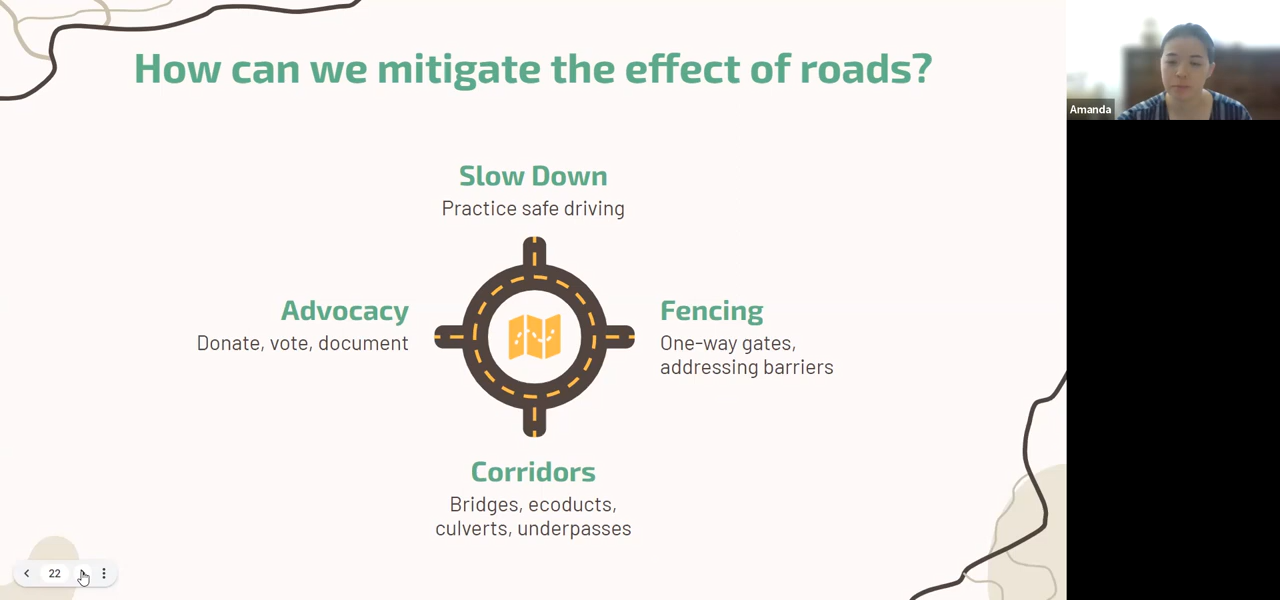 How can we mitigate the effect of roads?
Amanda
Slow Down
Practice safe driving
Advocacy
Donate, vote, document
Fencing
One-way gates,
addressing barriers
Corridors
Bridges, ecoducts,
culverts, underpasses
22